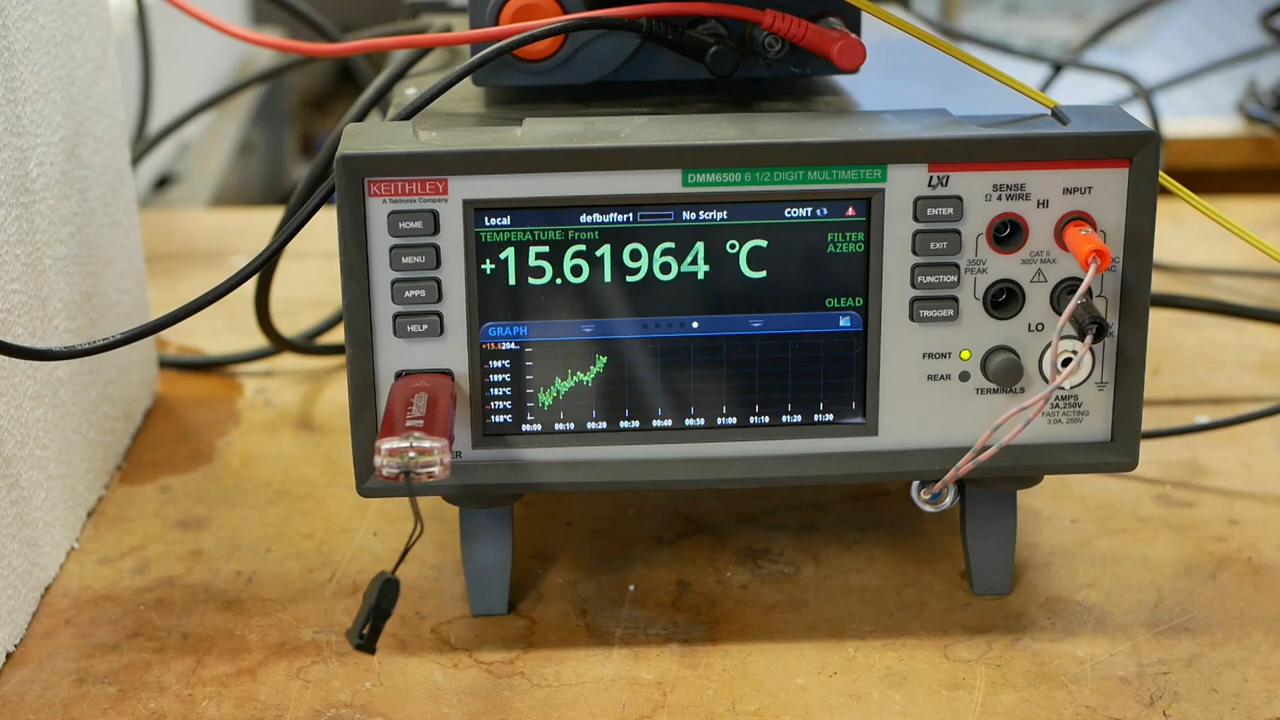 KEITHLEY
A Tektronix Company
DMM6500 6 1/2 DIGIT MULTIMETER
LXI
HOME
MENU
APPS
HELP
Local defbuffer1 No Script CONT
TEMPERATURE: Front
FILTER
AZERO
+15.61964 °C
OLEAD
GRAPH
+15.6204..
..196°C
..189°C
..182°C
..175°C
..168°C
00:00 00:10 00:20 00:30 00:40 00:50 01:00 01:10 01:20 01:30
ENTER
EXIT
FUNCTION
TRIGGER
SENSE
Ω 4 WIRE
INPUT
HI
350V
PEAK
CAT II
300V MAX.
LO
FRONT
REAR
TERMINALS
AMPS
3A,250V
FAST ACTING
3.0A, 250V
ER